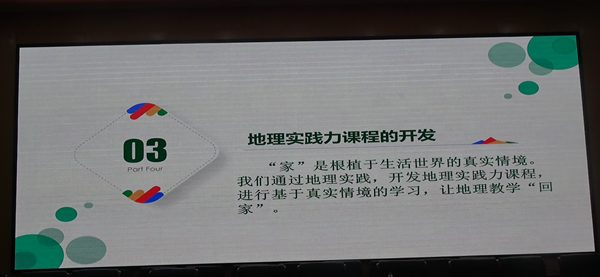 03
Part Four
地理实践力课程的开发
“家”是根植于生活世界的真实情境。
我们通过地理实践，开发地理实践力课程，
进行基于真实情境的学习，让地理教学“回
家”。